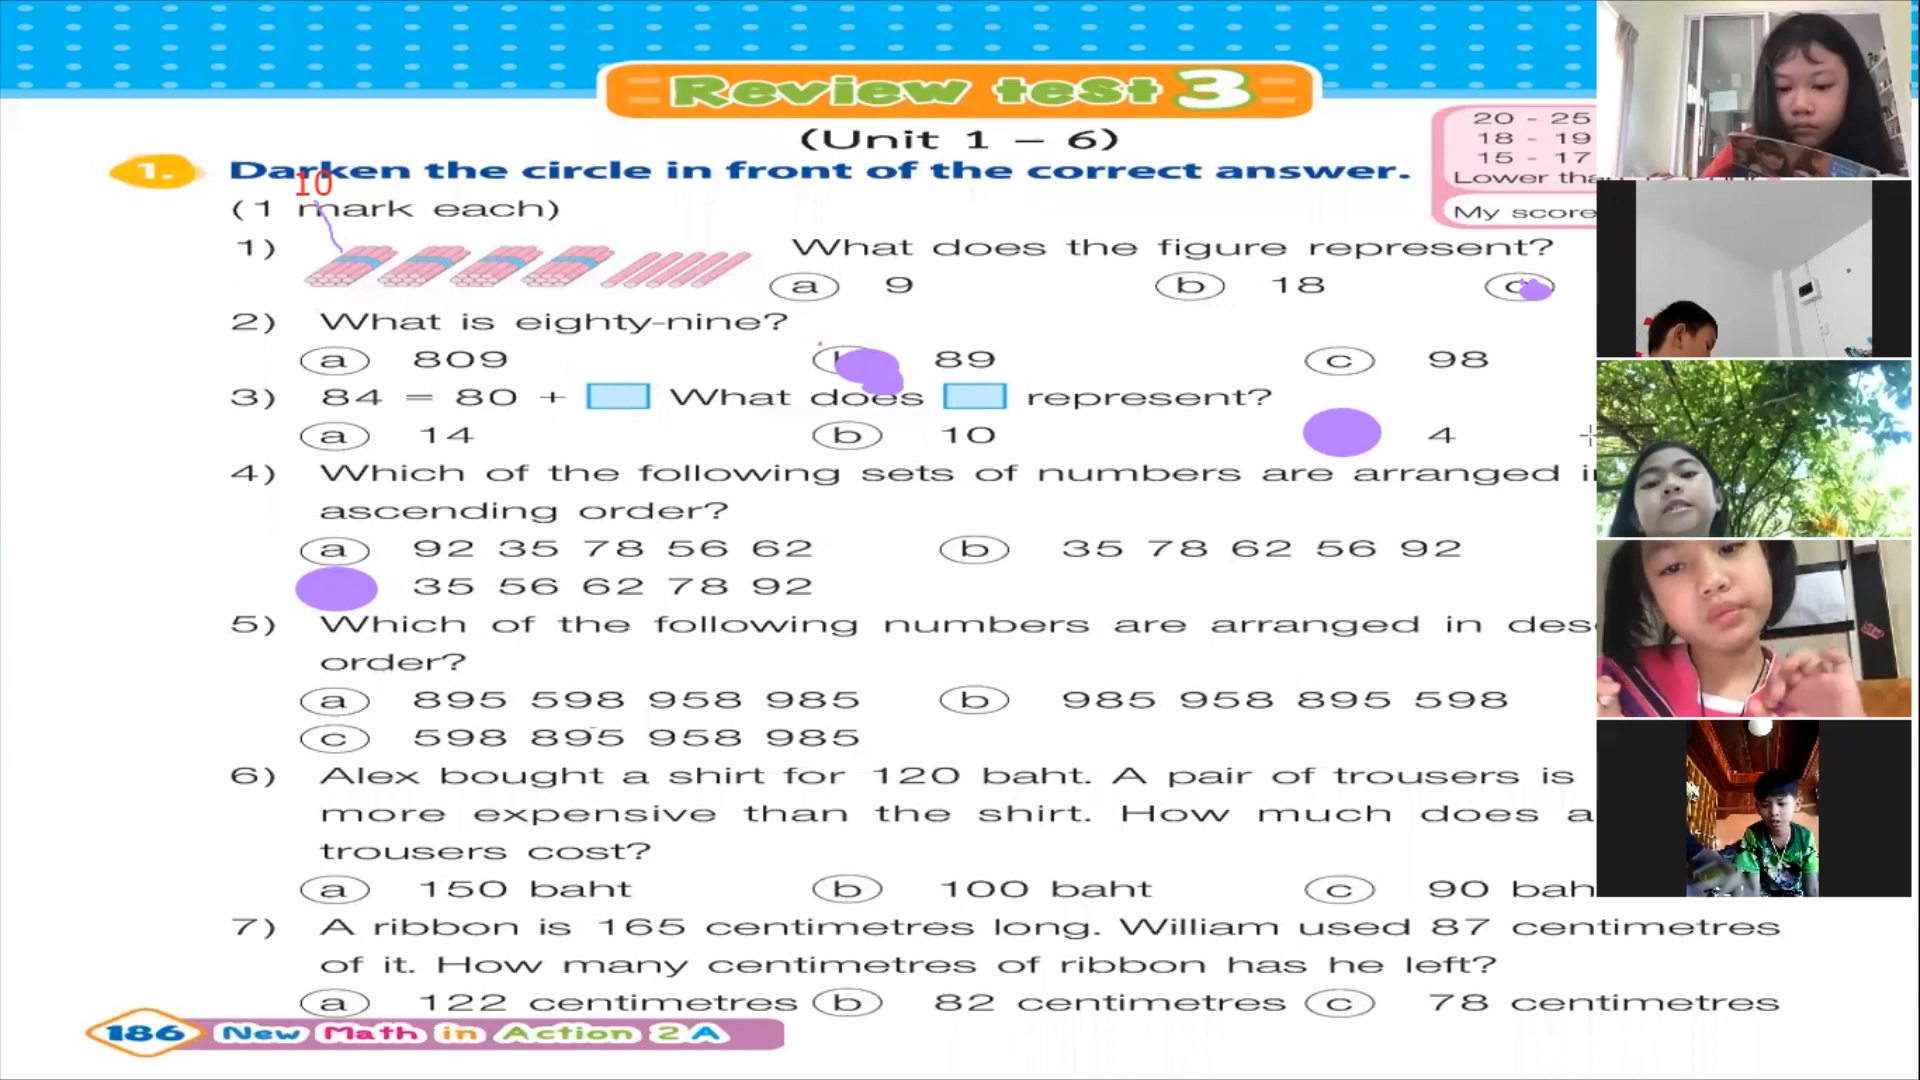 Review test 3
(Unit 1 – 6)
20 - 25
18 - 19
15 - 17
Lower than
My score
1. Darken the circle in front of the correct answer.
10
(1 mark each)
1) What does the figure represent?
a 9 b 18 c
2) What is eighty-nine?
a 809 89 c 98
3) 84 = 80 + What does represent?
a 14 b 10 4
4) Which of the following sets of numbers are arranged
ascending order?
a 92 35 78 56 62 b 35 78 62 56 92
35 56 62 78 92
5) Which of the following numbers are arranged in
order?
a 895 598 958 985 b 985 958 895 598
c 598 895 958 985
6) Alex bought a shirt for 120 baht. A pair of trousers is
more expensive than the shirt. How much does a
trousers cost?
a 150 baht b 100 baht c 90
7) A ribbon is 165 centimetres long. William used 87 centimetres
of it. How many centimetres of ribbon has he left?
a 122 centimetres b 82 centimetres c 78 centimetres
186 New Math in Action 2A